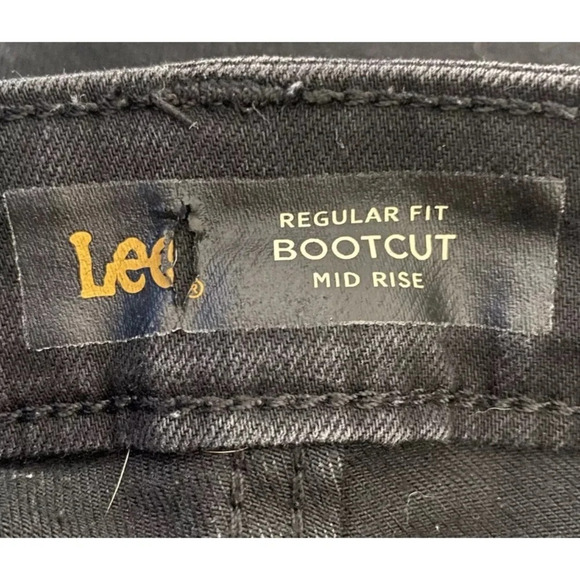 Lee®
REGULAR FIT
BOOTCUT
MID RISE